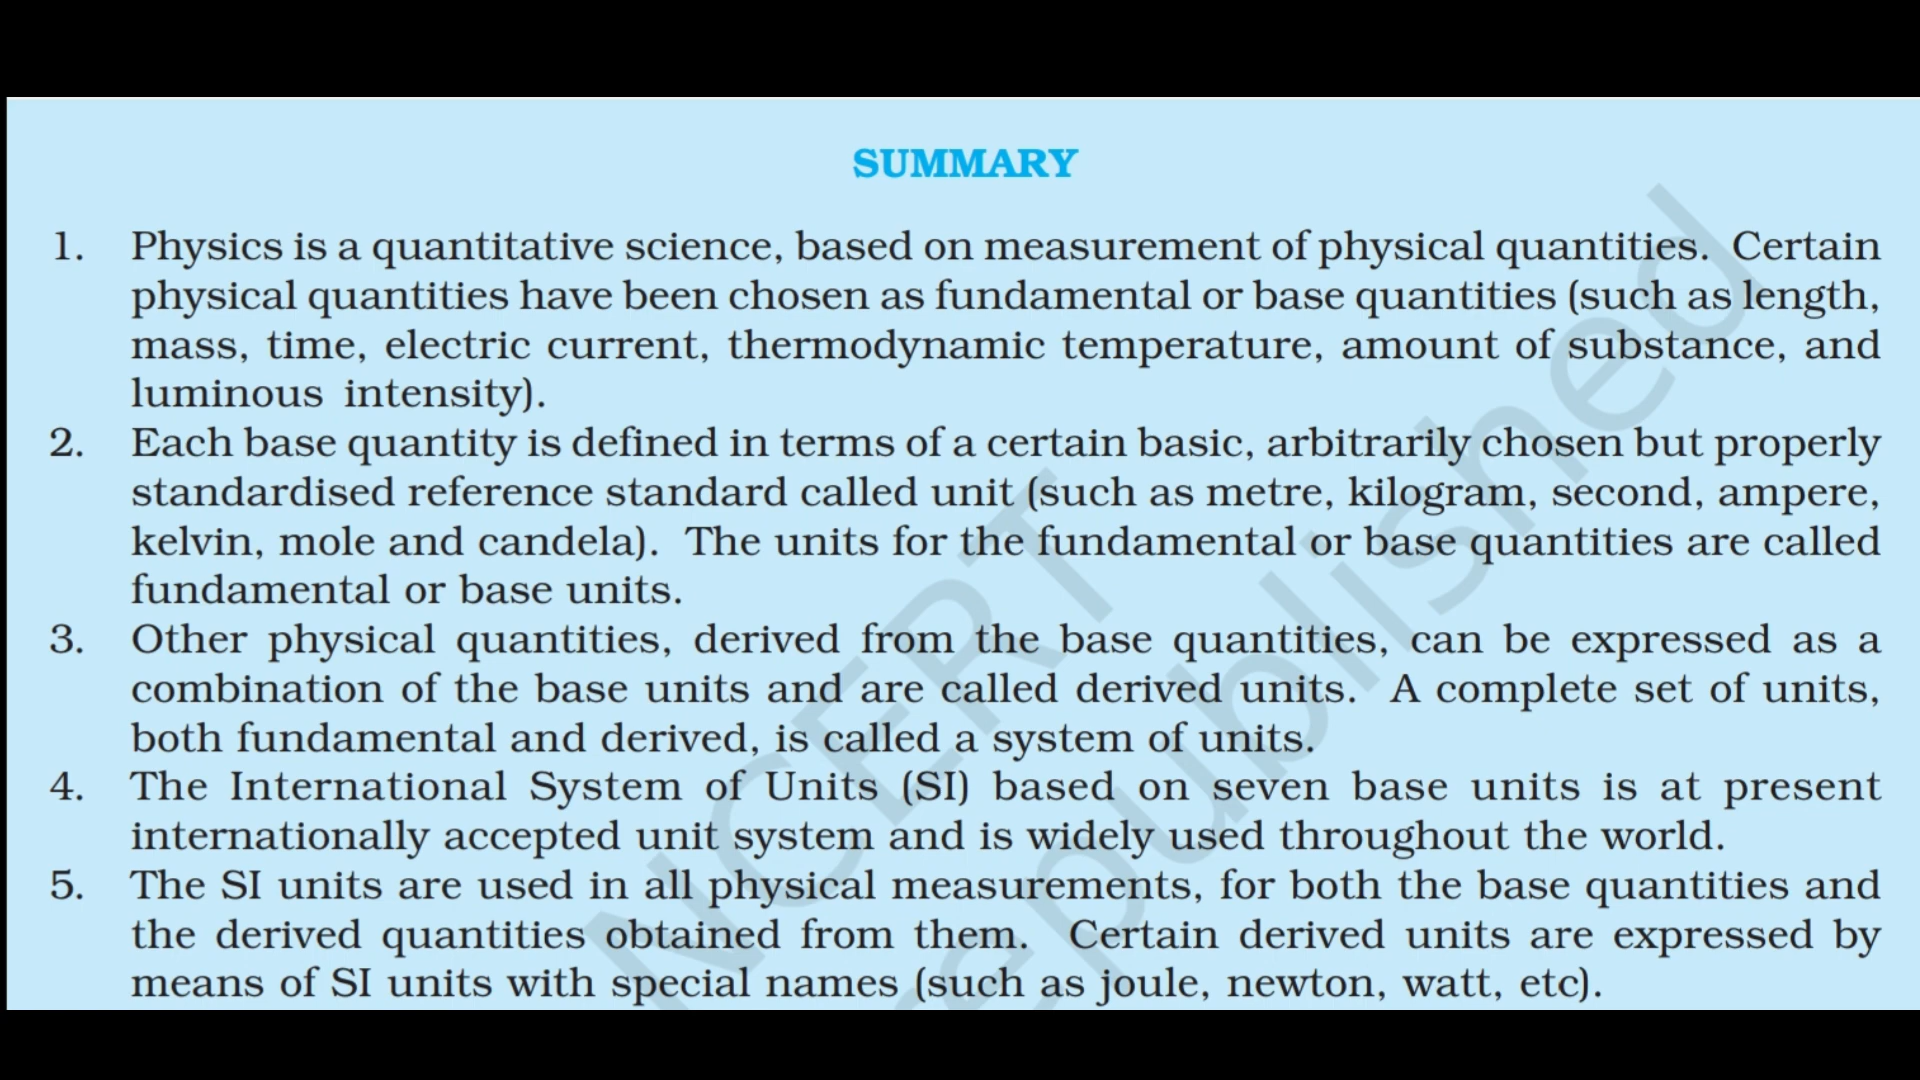 SUMMARY
1. Physics is a quantitative science, based on measurement of physical quantities. Certain
physical quantities have been chosen as fundamental or base quantities (such as length,
mass, time, electric current, thermodynamic temperature, amount of substance, and
luminous intensity).
2. Each base quantity is defined in terms of a certain basic, arbitrarily chosen but properly
standardised reference standard called unit (such as metre, kilogram, second, ampere,
kelvin, mole and candela). The units for the fundamental or base quantities are called
fundamental or base units.
3. Other physical quantities, derived from the base quantities, can be expressed as a
combination of the base units and are called derived units. A complete set of units,
both fundamental and derived, is called a system of units.
4. The International System of Units (SI) based on seven base units is at present
internationally accepted unit system and is widely used throughout the world.
5. The SI units are used in all physical measurements, for both the base quantities and
the derived quantities obtained from them. Certain derived units are expressed by
means of SI units with special names (such as joule, newton, watt, etc).
NCERT
republished